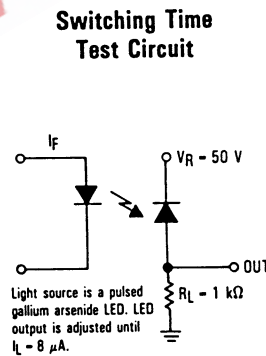 Switching Time
Test Circuit
IF
VR - 50 V
OUT
RL - 1 kΩ
Light source is a pulsed
gallium arsenide LED. LED
output is adjusted until
IL - 8 μA.